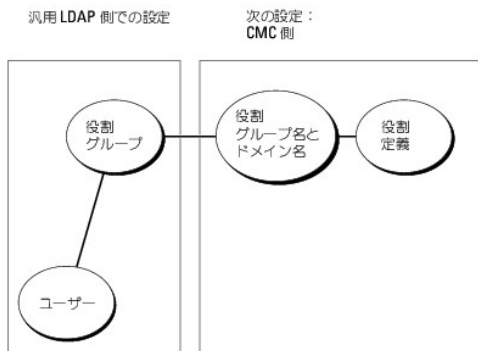 汎用 LDAP 側での設定
次の設定：
CMC 側
役割
グループ
役割
グループ名と
ドメイン名
役割
定義
ユーザー